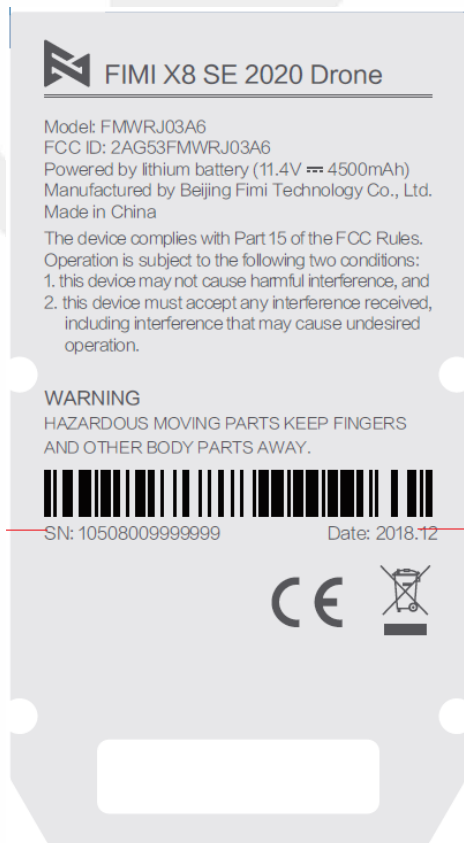 FIMI X8 SE 2020 Drone
Model: FMWRJ03A6
FCC ID: 2AG53FMWRJ03A6
Powered by lithium battery (11.4V ⎓ 4500mAh)
Manufactured by Beijing Fimi Technology Co., Ltd.
Made in China
The device complies with Part 15 of the FCC Rules.
Operation is subject to the following two conditions:
1. this device may not cause harmful interference, and
2. this device must accept any interference received,
including interference that may cause undesired
operation.
WARNING
HAZARDOUS MOVING PARTS KEEP FINGERS
AND OTHER BODY PARTS AWAY.
SN: 10508009999999 Date: 2018.12
CE